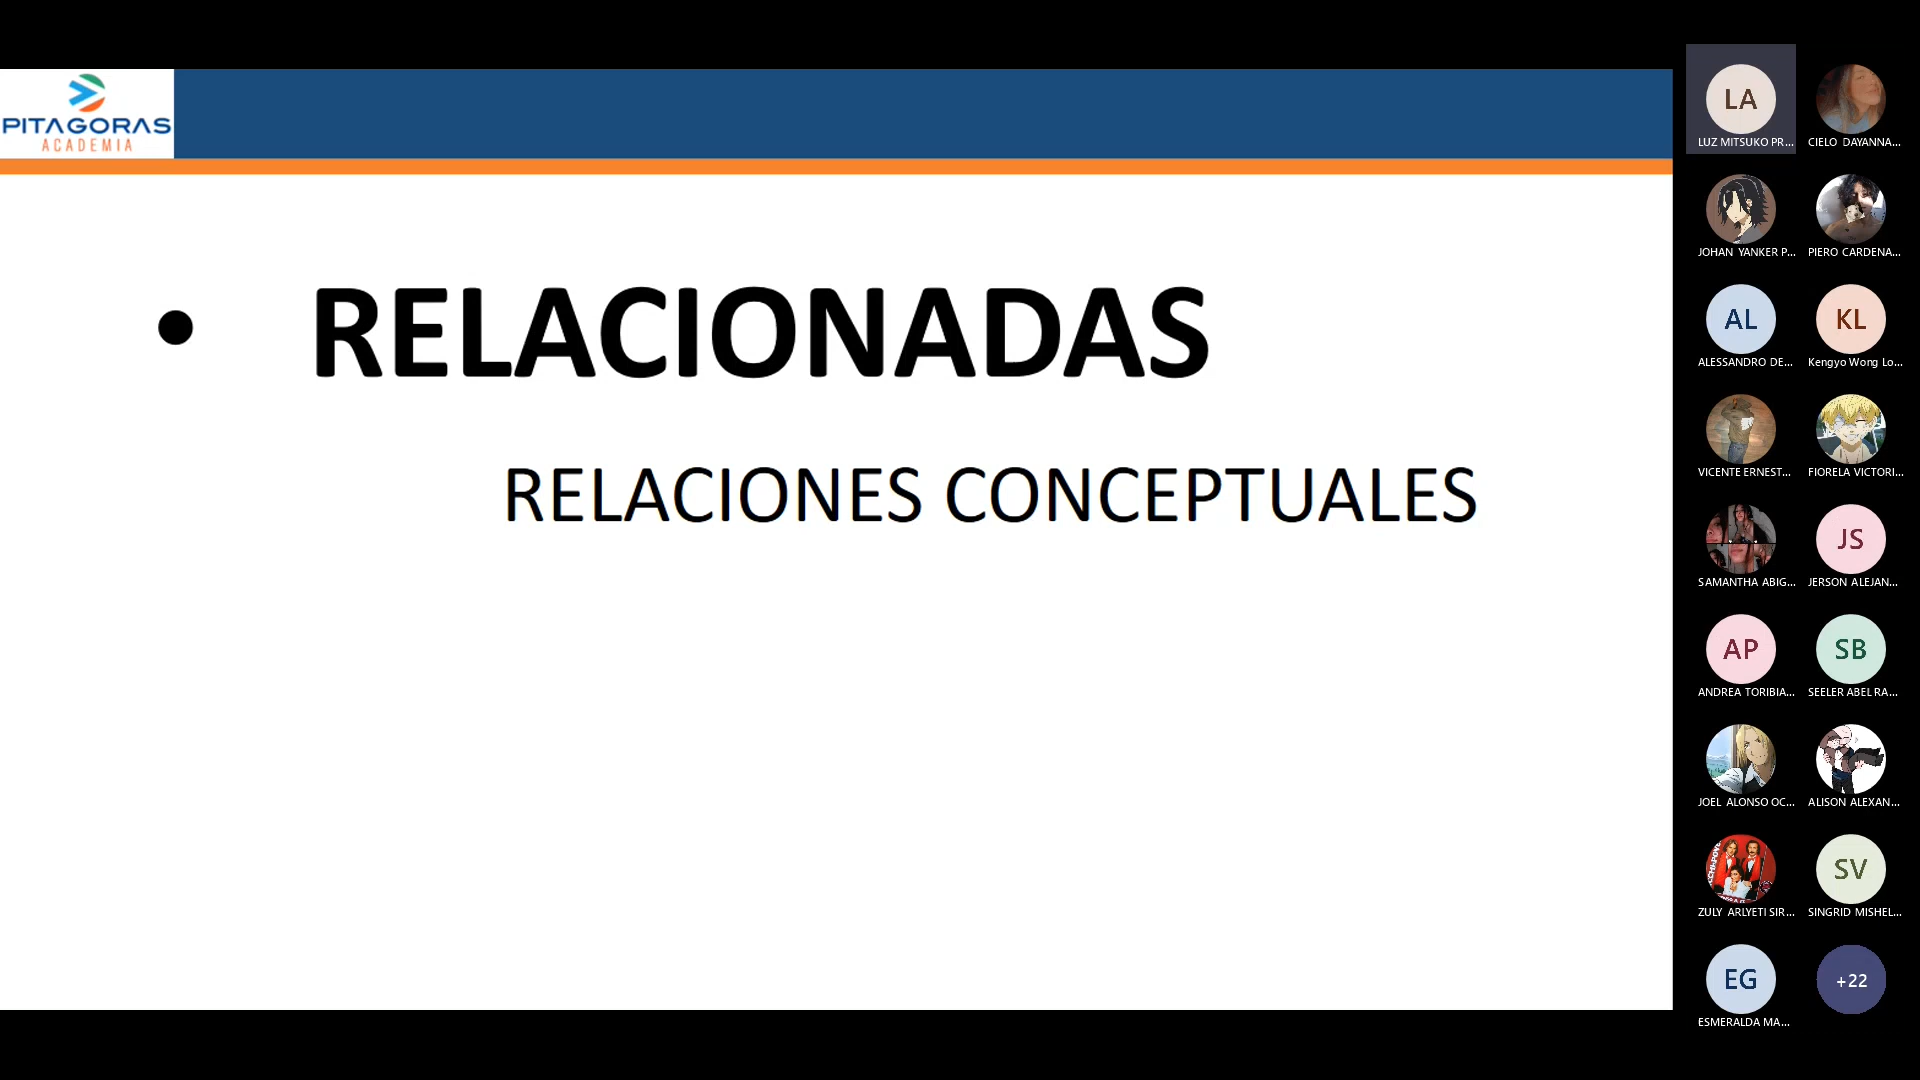 PITAGORAS
ACADEMIA
• RELACIONADAS
RELACIONES CONCEPTUALES
LA
LUZ MITSUKO PR...
CIELO DAYANNA...
JOHAN YANKER P...
PIERO CARDENA...
AL
ALESSANDRO DE...
KL
Kengyo Wong Lo...
VICENTE ERNEST...
FIORELA VICTORI...
SAMANTHA ABIG...
JS
JERSON ALEJAN...
AP
ANDREA TORIBIA...
SB
SEELER ABEL RA...
JOEL ALONSO OC...
ALISON ALEXAN...
ZULY ARLYETI SIR...
SV
SINGRID MISHEL...
EG
ESMERALDA MA...
+22